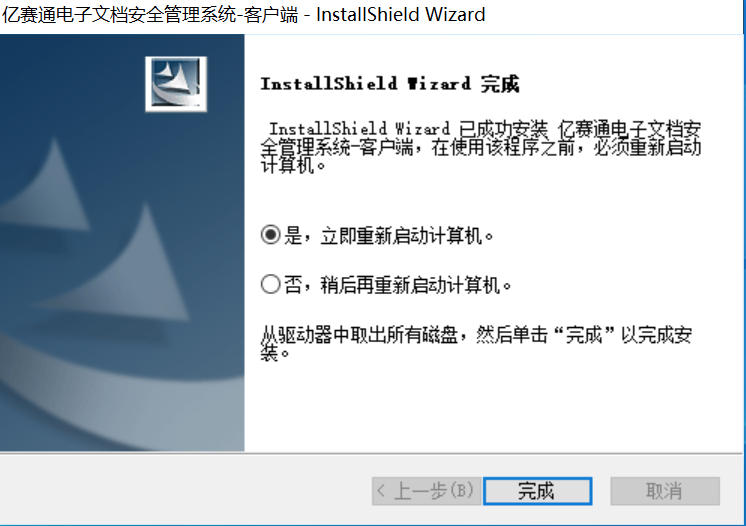 亿赛通电子文档安全管理系统-客户端 - InstallShield Wizard
InstallShield Wizard 完成
InstallShield Wizard 已成功安装 亿赛通电子文档安
全管理系统-客户端，在使用该程序之前，必须重新启动
计算机。
是，立即重新启动计算机。
否，稍后再重新启动计算机。
从驱动器中取出所有磁盘，然后单击“完成”以完成安
装。
< 上一步(B)
完成
取消